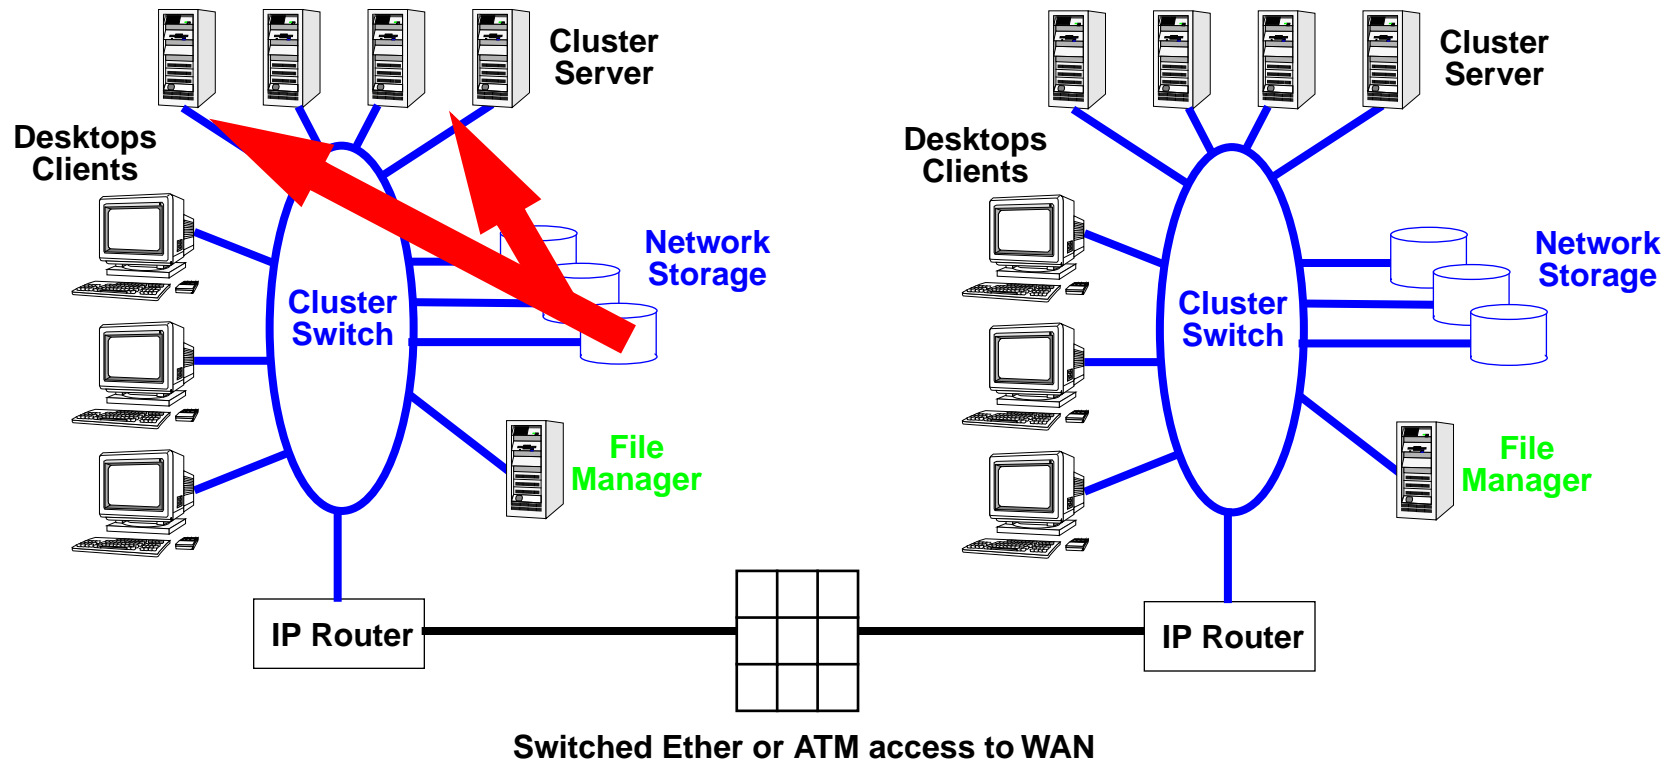 Cluster
Server
Desktops
Clients
Network
Storage
Cluster
Switch
File
Manager
IP Router
Cluster
Server
Desktops
Clients
Network
Storage
Cluster
Switch
File
Manager
IP Router
Switched Ether or ATM access to WAN